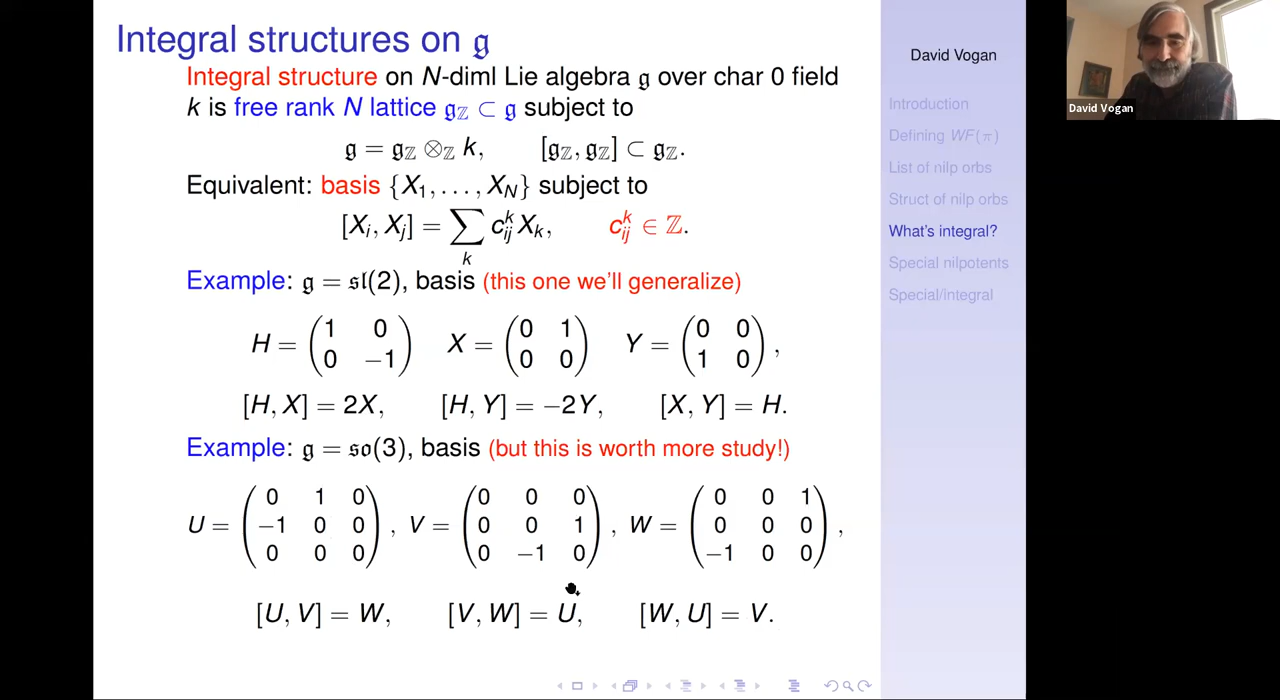 Integral structures on 𝔤
Integral structure on N-diml Lie algebra 𝔤 over char 0 field
k is free rank N lattice 𝔤_ℤ ⊂ 𝔤 subject to
𝔤 = 𝔤_ℤ ⊗_ℤ k, [𝔤_ℤ, 𝔤_ℤ] ⊂ 𝔤_ℤ.
Equivalent: basis {X_1, . . . , X_N} subject to
[X_i, X_j] = ∑_k c_{ij}^k X_k, c_{ij}^k ∈ ℤ.
Example: 𝔤 = 𝔰𝔩(2), basis (this one we'll generalize)
H = (1 0; 0 −1) X = (0 1; 0 0) Y = (0 0; 1 0),
[H, X] = 2X, [H, Y] = −2Y, [X, Y] = H.
Example: 𝔤 = 𝔰𝔬(3), basis (but this is worth more study!)
U = (0 1 0; −1 0 0; 0 0 0), V = (0 0 0; 0 0 1; 0 −1 0), W = (0 0 1; 0 0 0; −1 0 0),
[U, V] = W, [V, W] = U, [W, U] = V.
David Vogan
Introduction
Defining WF(π)
List of nilp orbs
Struct of nilp orbs
What's integral?
Special nilpotents
Special/integral
David Vogan